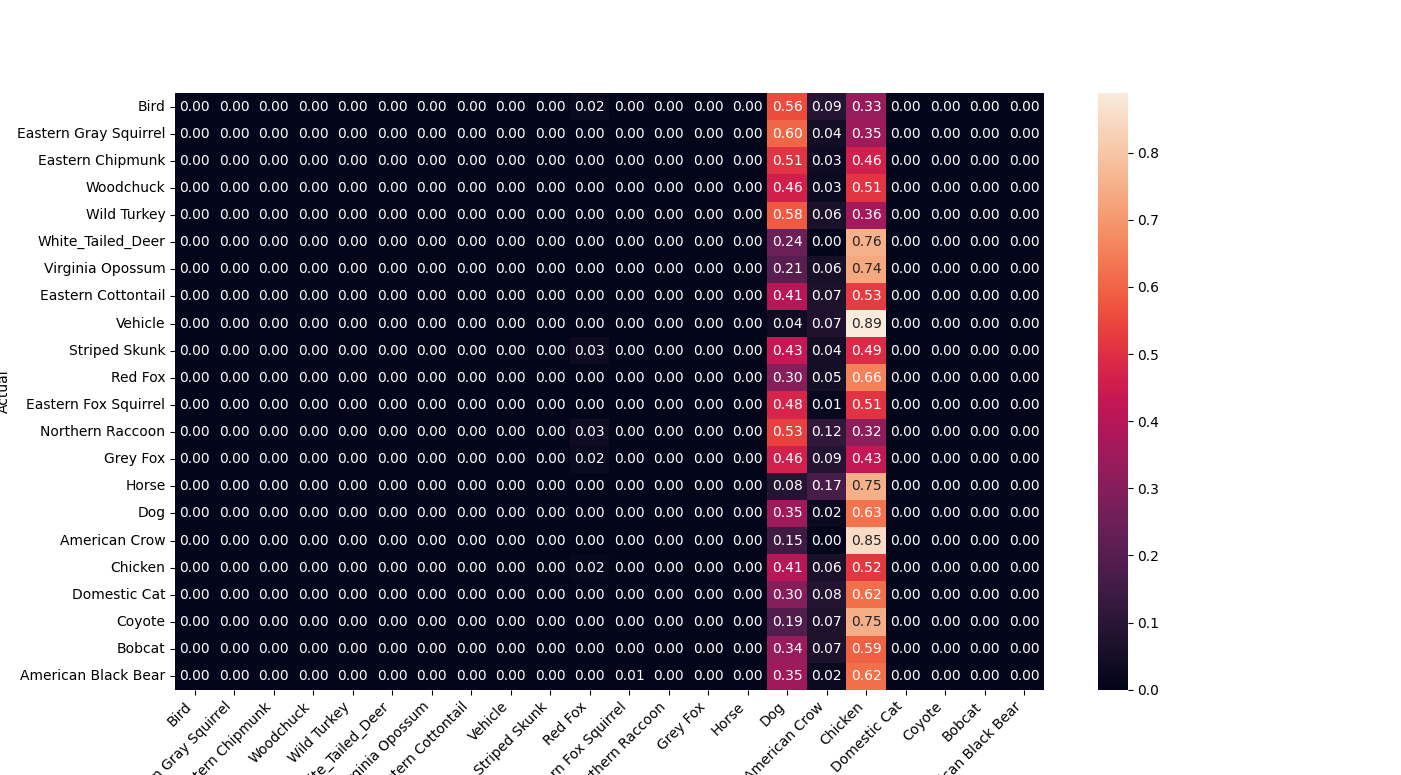 Bird 0.00 0.00 0.00 0.00 0.00 0.00 0.00 0.00 0.00 0.00 0.02 0.00 0.00 0.00 0.00 0.56 0.09 0.33 0.00 0.00 0.00 0.00
Eastern Gray Squirrel 0.00 0.00 0.00 0.00 0.00 0.00 0.00 0.00 0.00 0.00 0.00 0.00 0.00 0.00 0.00 0.60 0.04 0.35 0.00 0.00 0.00 0.00
Eastern Chipmunk 0.00 0.00 0.00 0.00 0.00 0.00 0.00 0.00 0.00 0.00 0.00 0.00 0.00 0.00 0.00 0.51 0.03 0.46 0.00 0.00 0.00 0.00
Woodchuck 0.00 0.00 0.00 0.00 0.00 0.00 0.00 0.00 0.00 0.00 0.00 0.00 0.00 0.00 0.00 0.46 0.03 0.51 0.00 0.00 0.00 0.00
Wild Turkey 0.00 0.00 0.00 0.00 0.00 0.00 0.00 0.00 0.00 0.00 0.00 0.00 0.00 0.00 0.00 0.58 0.06 0.36 0.00 0.00 0.00 0.00
White_Tailed_Deer 0.00 0.00 0.00 0.00 0.00 0.00 0.00 0.00 0.00 0.00 0.00 0.00 0.00 0.00 0.00 0.24 0.00 0.76 0.00 0.00 0.00 0.00
Virginia Opossum 0.00 0.00 0.00 0.00 0.00 0.00 0.00 0.00 0.00 0.00 0.00 0.00 0.00 0.00 0.00 0.21 0.06 0.74 0.00 0.00 0.00 0.00
Eastern Cottontail 0.00 0.00 0.00 0.00 0.00 0.00 0.00 0.00 0.00 0.00 0.00 0.00 0.00 0.00 0.00 0.41 0.07 0.53 0.00 0.00 0.00 0.00
Vehicle 0.00 0.00 0.00 0.00 0.00 0.00 0.00 0.00 0.00 0.00 0.00 0.00 0.00 0.00 0.00 0.04 0.07 0.89 0.00 0.00 0.00 0.00
Striped Skunk 0.00 0.00 0.00 0.00 0.00 0.00 0.00 0.00 0.00 0.00 0.03 0.00 0.00 0.00 0.00 0.43 0.04 0.49 0.00 0.00 0.00 0.00
Red Fox 0.00 0.00 0.00 0.00 0.00 0.00 0.00 0.00 0.00 0.00 0.00 0.00 0.00 0.00 0.00 0.30 0.05 0.66 0.00 0.00 0.00 0.00
Eastern Fox Squirrel 0.00 0.00 0.00 0.00 0.00 0.00 0.00 0.00 0.00 0.00 0.00 0.00 0.00 0.00 0.00 0.48 0.01 0.51 0.00 0.00 0.00 0.00
Northern Raccoon 0.00 0.00 0.00 0.00 0.00 0.00 0.00 0.00 0.00 0.00 0.03 0.00 0.00 0.00 0.00 0.53 0.12 0.32 0.00 0.00 0.00 0.00
Grey Fox 0.00 0.00 0.00 0.00 0.00 0.00 0.00 0.00 0.00 0.00 0.02 0.00 0.00 0.00 0.00 0.46 0.09 0.43 0.00 0.00 0.00 0.00
Horse 0.00 0.00 0.00 0.00 0.00 0.00 0.00 0.00 0.00 0.00 0.00 0.00 0.00 0.00 0.00 0.08 0.17 0.75 0.00 0.00 0.00 0.00
Dog 0.00 0.00 0.00 0.00 0.00 0.00 0.00 0.00 0.00 0.00 0.00 0.00 0.00 0.00 0.00 0.35 0.02 0.63 0.00 0.00 0.00 0.00
American Crow 0.00 0.00 0.00 0.00 0.00 0.00 0.00 0.00 0.00 0.00 0.00 0.00 0.00 0.00 0.00 0.15 0.00 0.85 0.00 0.00 0.00 0.00
Chicken 0.00 0.00 0.00 0.00 0.00 0.00 0.00 0.00 0.00 0.00 0.02 0.00 0.00 0.00 0.00 0.41 0.06 0.52 0.00 0.00 0.00 0.00
Domestic Cat 0.00 0.00 0.00 0.00 0.00 0.00 0.00 0.00 0.00 0.00 0.00 0.00 0.00 0.00 0.00 0.30 0.08 0.62 0.00 0.00 0.00 0.00
Coyote 0.00 0.00 0.00 0.00 0.00 0.00 0.00 0.00 0.00 0.00 0.00 0.00 0.00 0.00 0.00 0.19 0.07 0.75 0.00 0.00 0.00 0.00
Bobcat 0.00 0.00 0.00 0.00 0.00 0.00 0.00 0.00 0.00 0.00 0.00 0.00 0.00 0.00 0.00 0.34 0.07 0.59 0.00 0.00 0.00 0.00
American Black Bear 0.00 0.00 0.00 0.00 0.00 0.00 0.00 0.00 0.00 0.00 0.00 0.01 0.00 0.00 0.00 0.35 0.02 0.62 0.00 0.00 0.00 0.00
Actual
Bird
n Gray Squirrel
tern Chipmunk
Woodchuck
Wild Turkey
te_Tailed_Deer
ginia Opossum
tern Cottontail
Vehicle
Striped Skunk
Red Fox
rn Fox Squirrel
thern Raccoon
Grey Fox
Horse
Dog
American Crow
Chicken
Domestic Cat
Coyote
Bobcat
can Black Bear
0.8
0.7
0.6
0.5
0.4
0.3
0.2
0.1
0.0